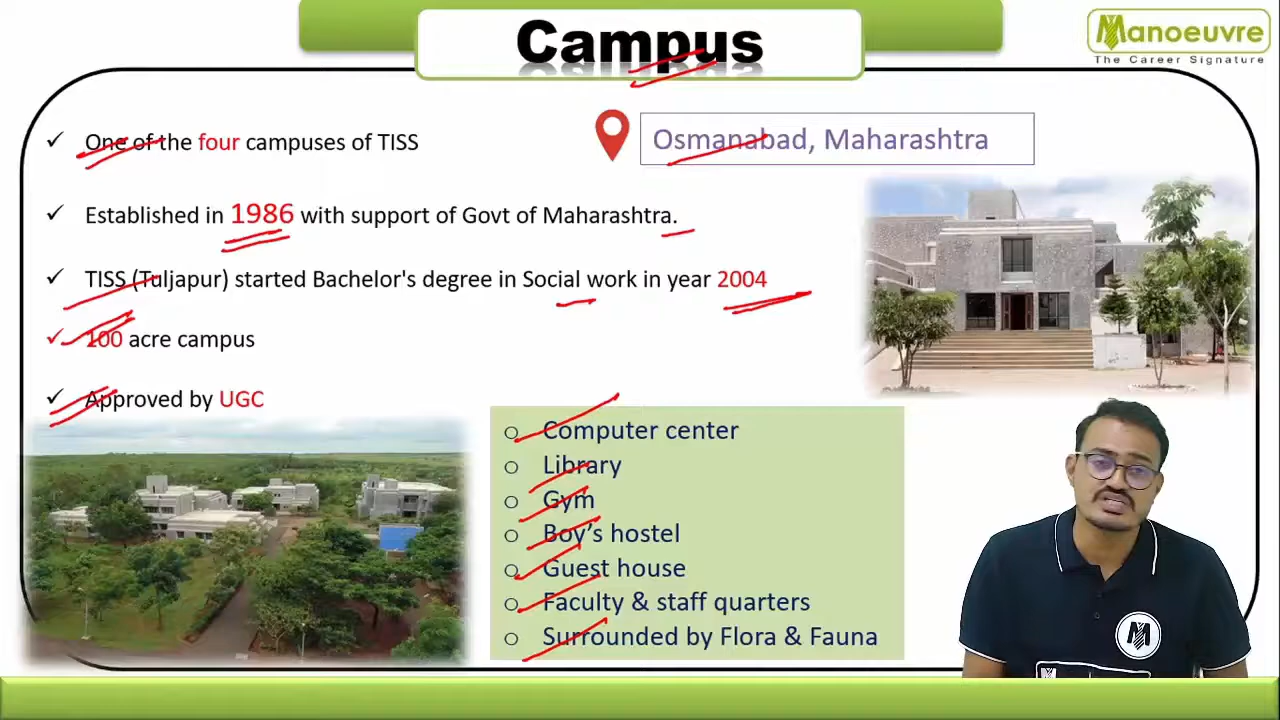 Campus
Manoeuvre
The Career Signature
One of the four campuses of TISS
Osmanabad, Maharashtra
Established in 1986 with support of Govt of Maharashtra.
TISS (Tuljapur) started Bachelor's degree in Social work in year 2004
100 acre campus
Approved by UGC
Computer center
Library
Gym
Boy's hostel
Guest house
Faculty & staff quarters
Surrounded by Flora & Fauna
M